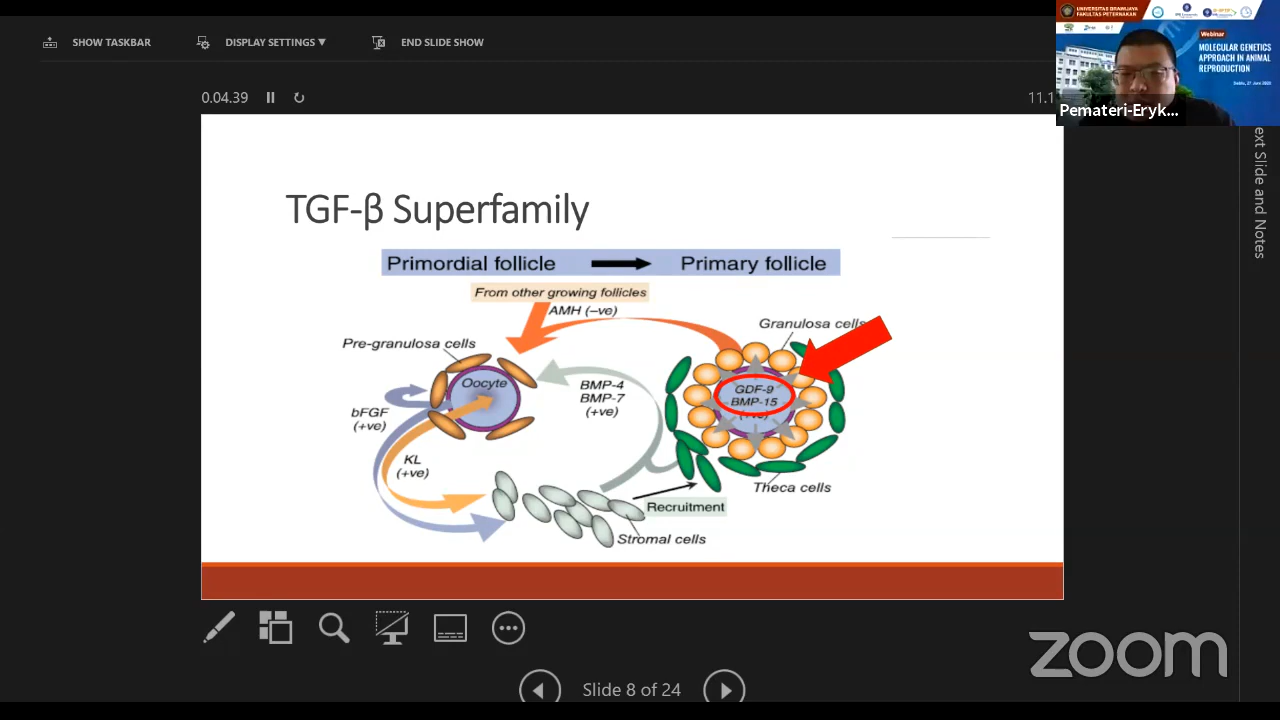 SHOW TASKBAR
DISPLAY SETTINGS ▼
END SLIDE SHOW
0.04.39
11.1
UNIVERSITAS BRAWIJAYA
FAKULTAS PETERNAKAN
Webinar
MOLECULAR GENETICS
APPROACH IN ANIMAL
REPRODUCTION
Pemateri-Eryk...
ext Slide and Notes
TGF-β Superfamily
Primordial follicle
Primary follicle
From other growing follicles
AMH (–ve)
Granulosa cells
Pre-granulosa cells
Oocyte
BMP-4
BMP-7
(+ve)
GDF-9
BMP-15
(+ve)
bFGF
(+ve)
KL
(+ve)
Theca cells
Recruitment
Stromal cells
zoom
Slide 8 of 24